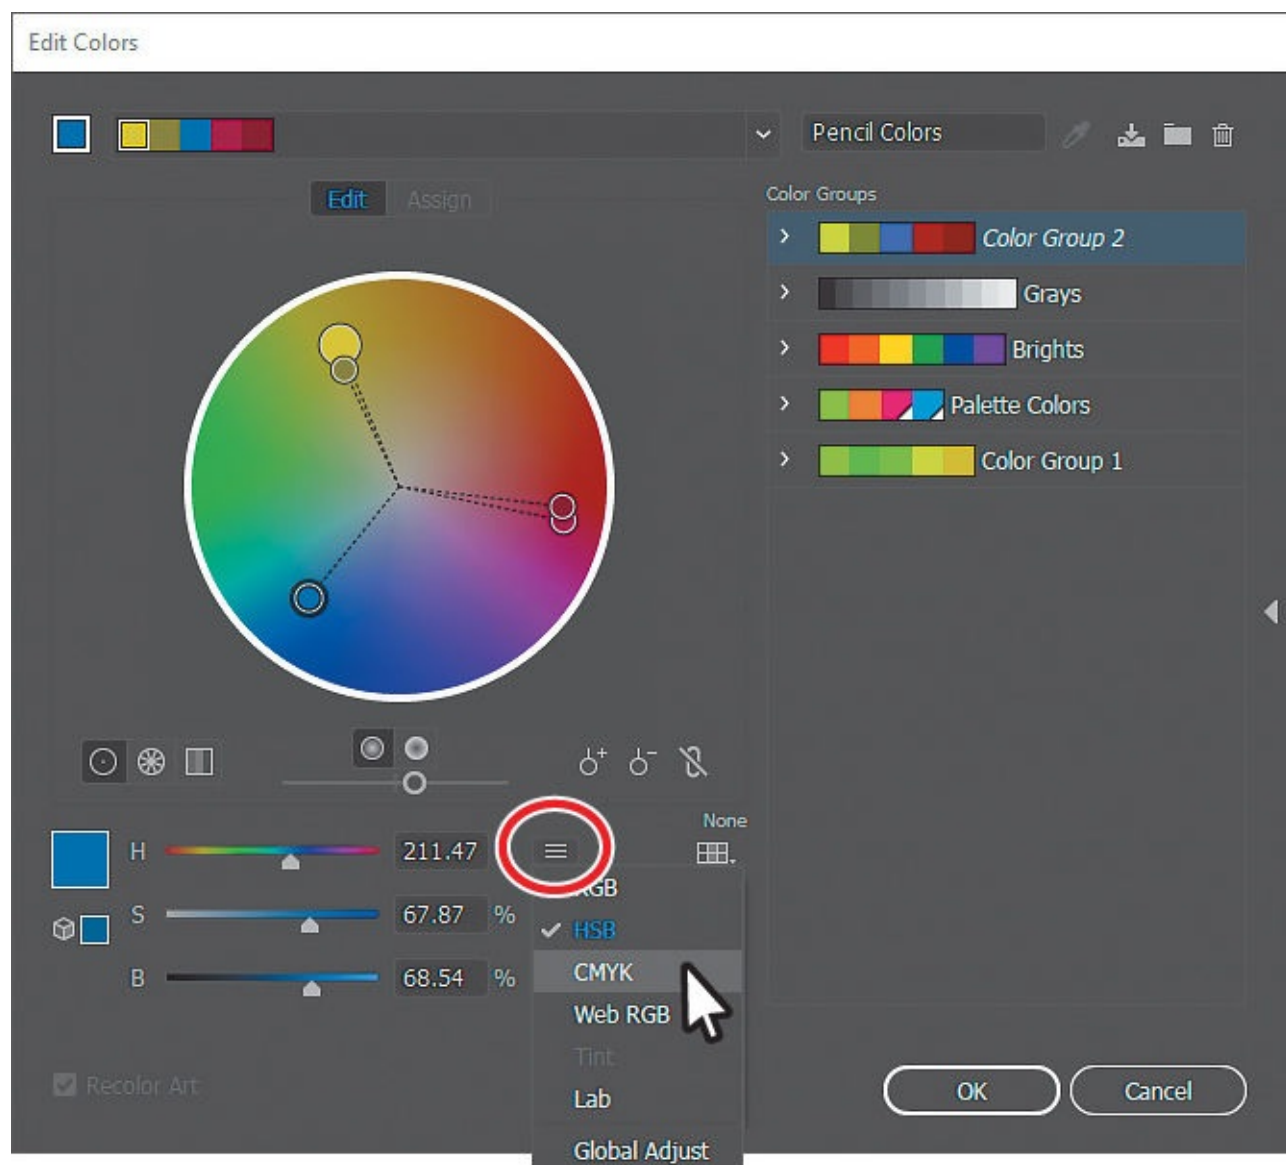 Edit Colors
Pencil Colors
Edit Assign
Color Groups
Color Group 2
Grays
Brights
Palette Colors
Color Group 1
None
H 211.47
S 67.87 %
B 68.54 %
RGB
HSB
CMYK
Web RGB
Tint
Lab
Global Adjust
Recolor Art
OK Cancel